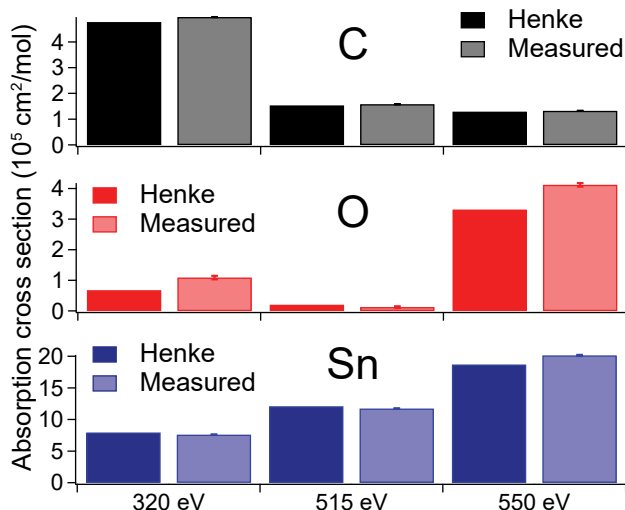 Absorption cross section (10⁵ cm²/mol)
C
Henke
Measured
4
3
2
1
0
O
Henke
Measured
4
3
2
1
0
Sn
Henke
Measured
20
15
10
5
0
320 eV 515 eV 550 eV